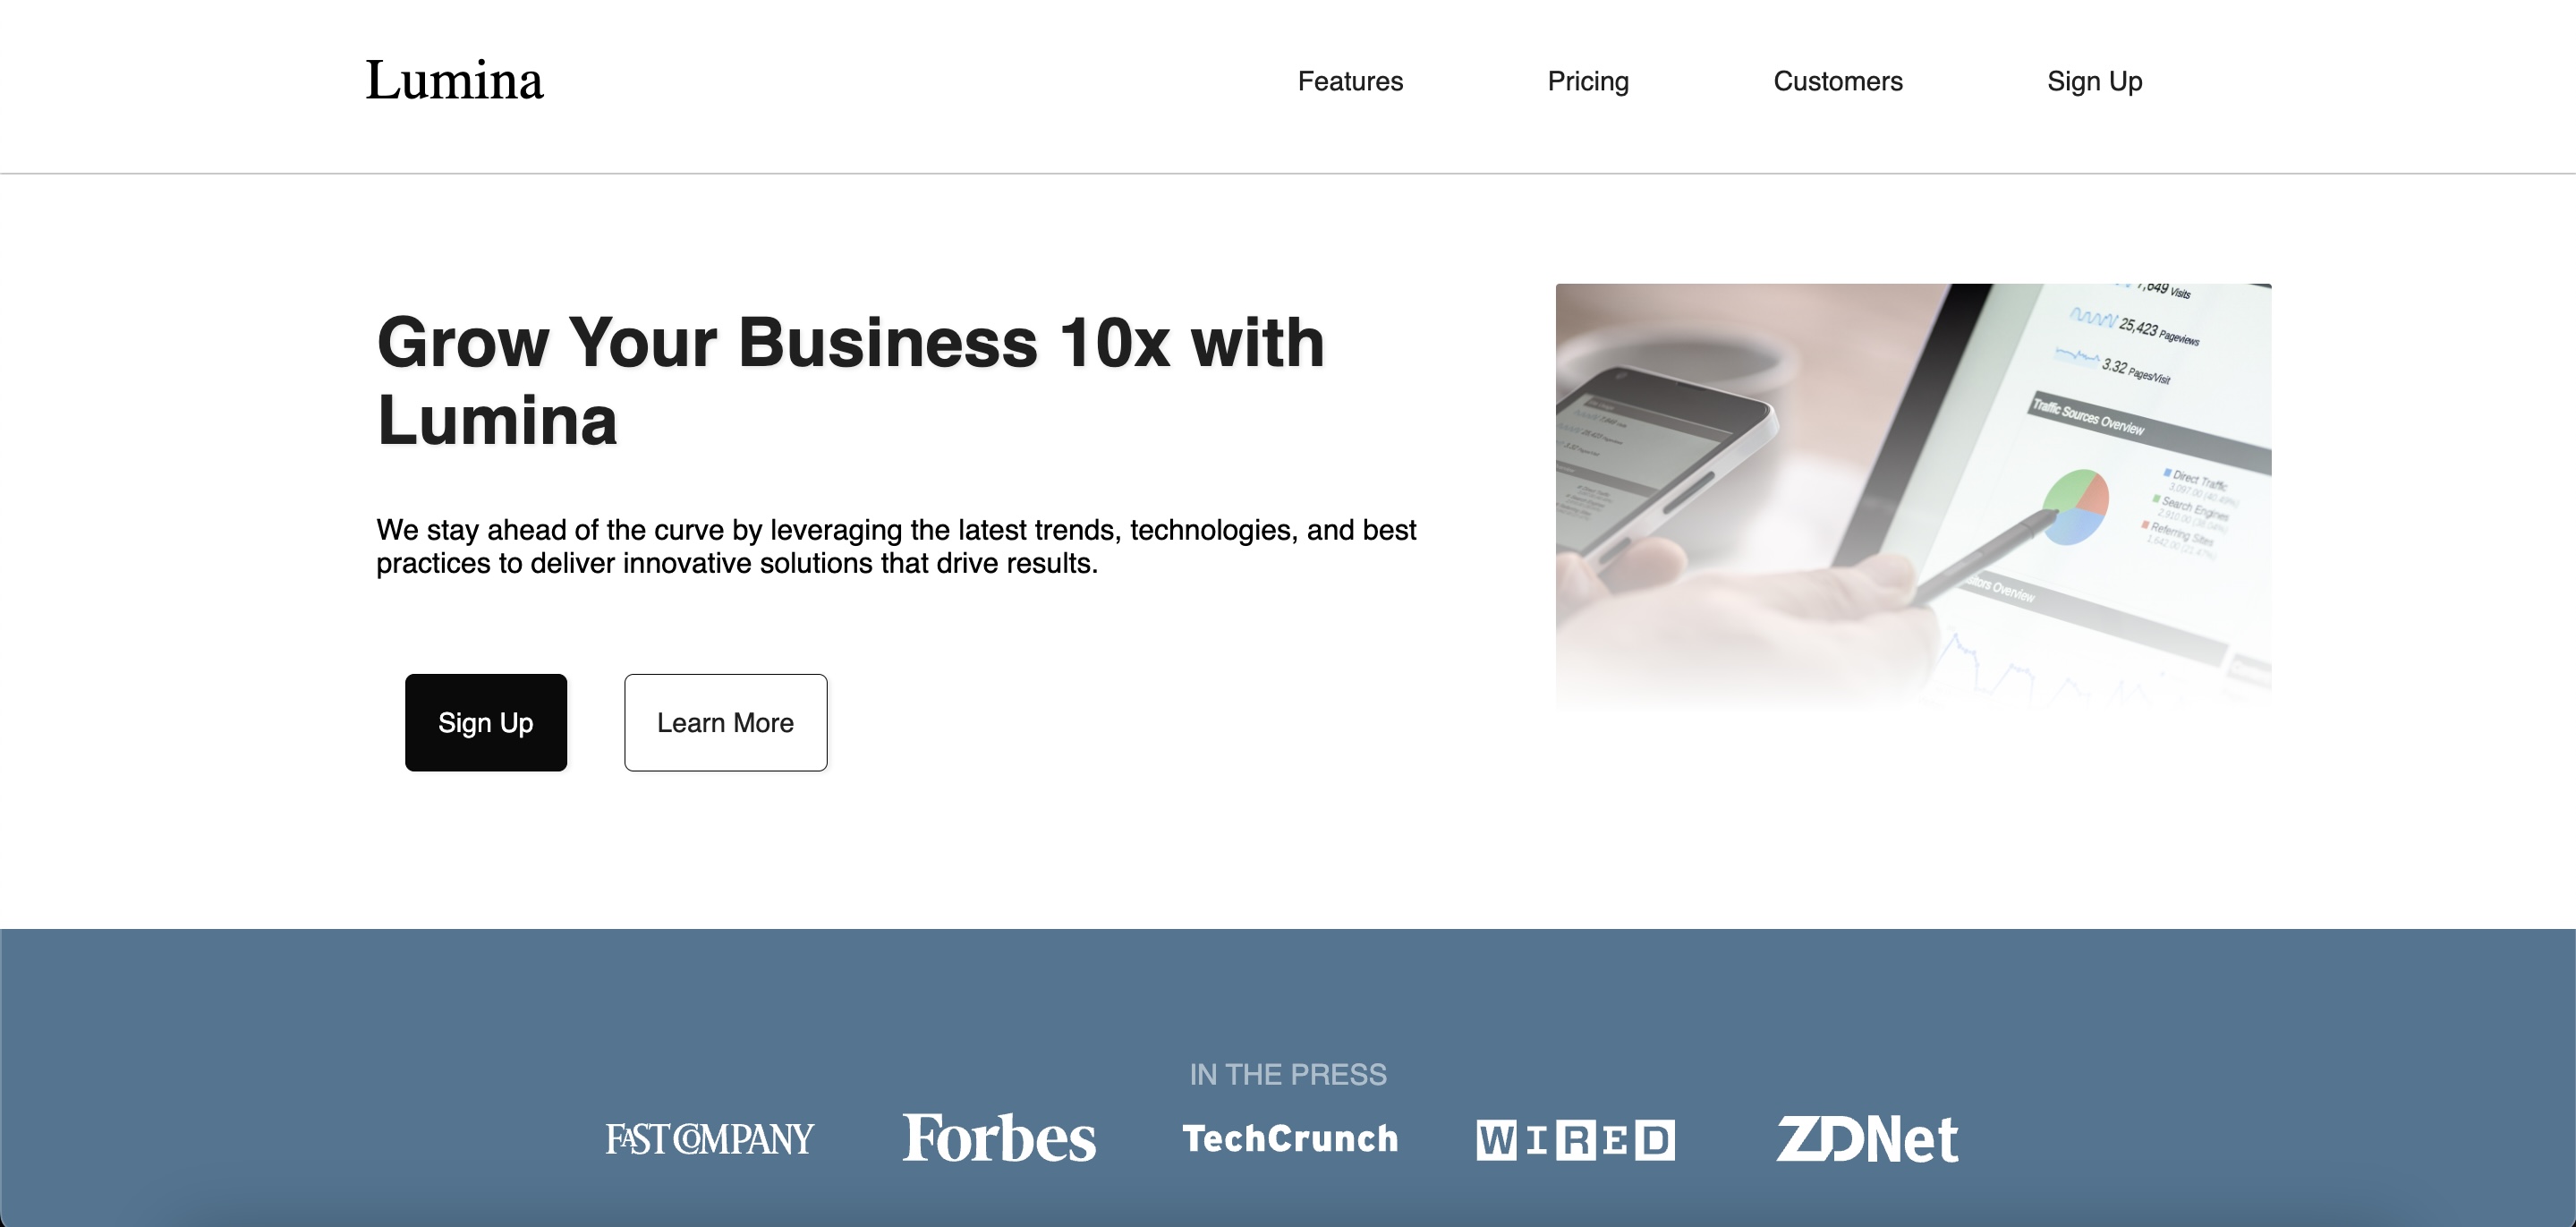 Lumina
Features Pricing Customers Sign Up
Grow Your Business 10x with
Lumina
We stay ahead of the curve by leveraging the latest trends, technologies, and best
practices to deliver innovative solutions that drive results.
Sign Up
Learn More
Visits
25,423 Pageviews
3.32 Pages/Visit
Traffic Sources Overview
Direct Traffic
Search Engines
Referring Sites
Overview
IN THE PRESS
FAST COMPANY Forbes TechCrunch WIRED ZDNet